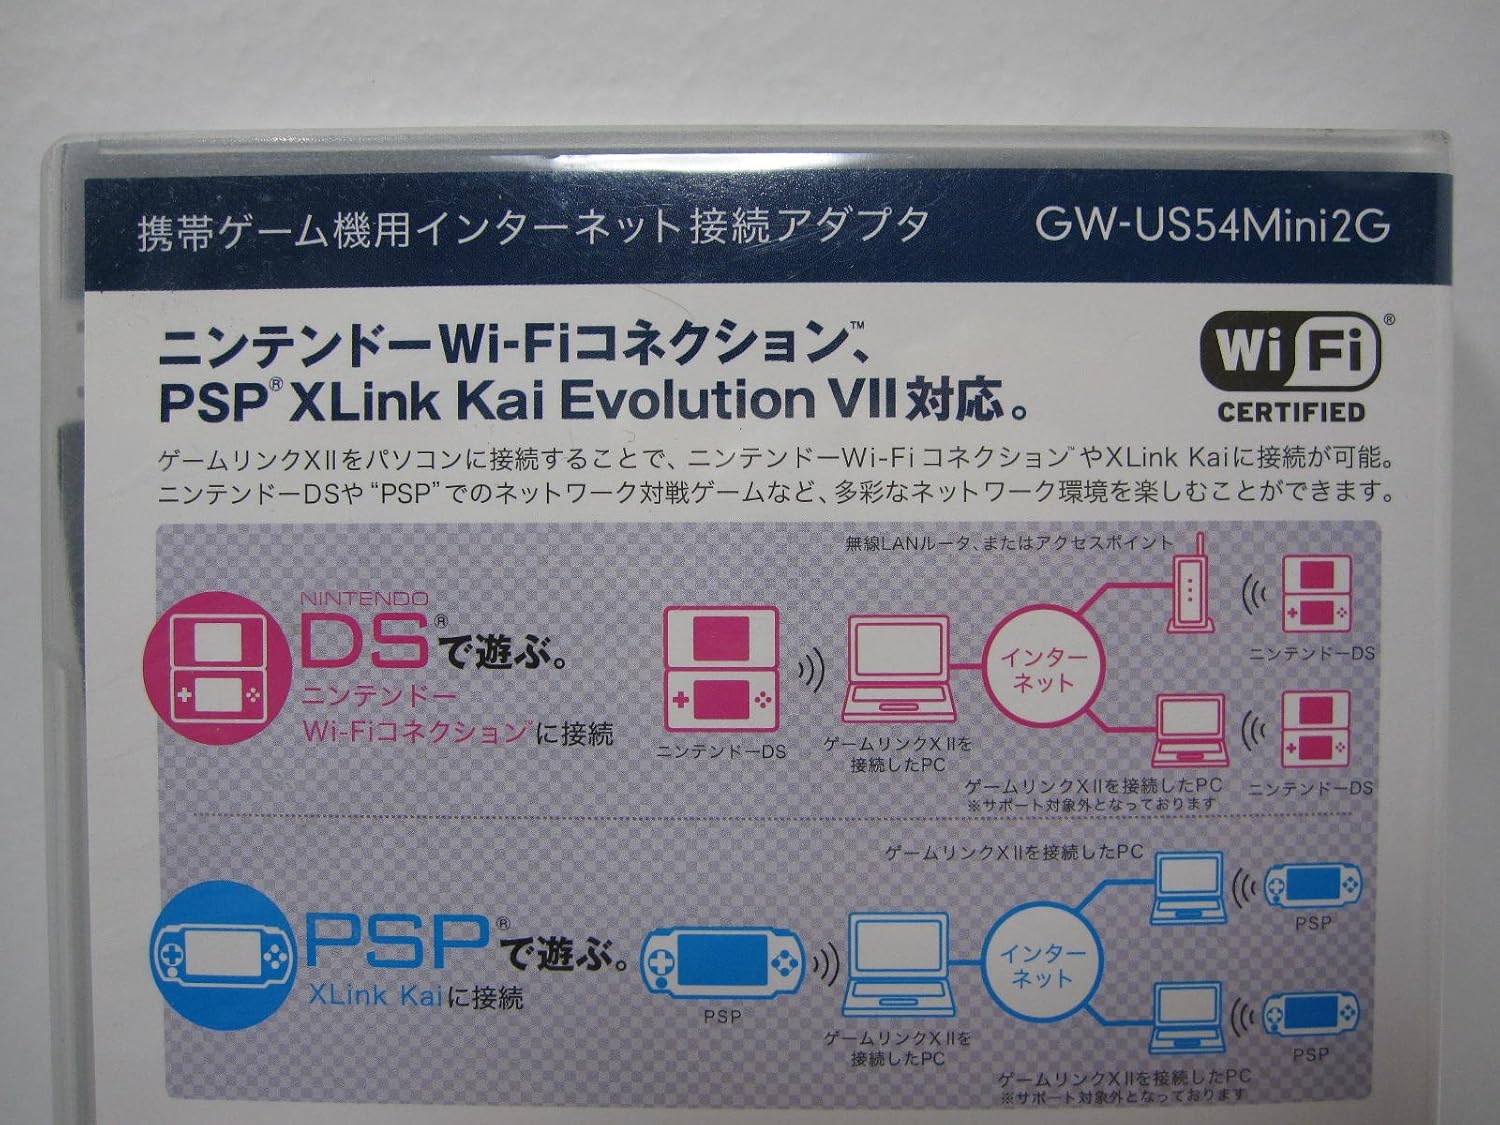 携帯ゲーム機用インターネット接続アダプタ GW-US54Mini2G
ニンテンドーWi-Fiコネクション™、
PSP®XLink Kai Evolution VII対応。
Wi Fi®
CERTIFIED
ゲームリンクXIIをパソコンに接続することで、ニンテンドーWi-Fiコネクション™やXLink Kaiに接続が可能。
ニンテンドーDSや“PSP”でのネットワーク対戦ゲームなど、多彩なネットワーク環境を楽しむことができます。
無線LANルータ、またはアクセスポイント
NINTENDO
DS®で遊ぶ。
ニンテンドー
Wi-Fiコネクション™に接続
ニンテンドーDS
ゲームリンクXIIを
接続したPC
インター
ネット
ニンテンドーDS
ゲームリンクXIIを接続したPC
※サポート対象外となっております
ニンテンドーDS
ゲームリンクXIIを接続したPC
PSP®で遊ぶ。
XLink Kaiに接続
PSP
ゲームリンクXIIを
接続したPC
インター
ネット
PSP
ゲームリンクXIIを接続したPC
※サポート対象外となっております
PSP